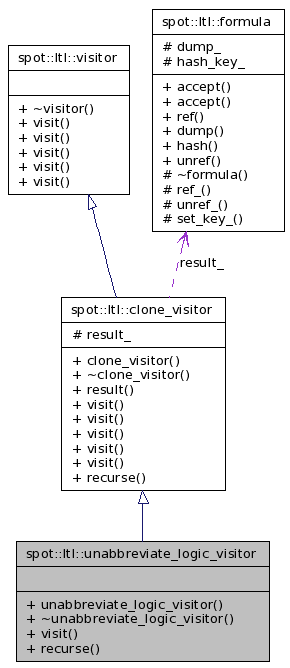 spot::ltl::visitor
+ ~visitor()
+ visit()
+ visit()
+ visit()
+ visit()
+ visit()
spot::ltl::formula
# dump_
# hash_key_
+ accept()
+ accept()
+ ref()
+ dump()
+ hash()
+ unref()
# ~formula()
# ref_()
# unref_()
# set_key_()
result_
spot::ltl::clone_visitor
# result_
+ clone_visitor()
+ ~clone_visitor()
+ result()
+ visit()
+ visit()
+ visit()
+ visit()
+ visit()
+ recurse()
spot::ltl::unabbreviate_logic_visitor
+ unabbreviate_logic_visitor()
+ ~unabbreviate_logic_visitor()
+ visit()
+ recurse()